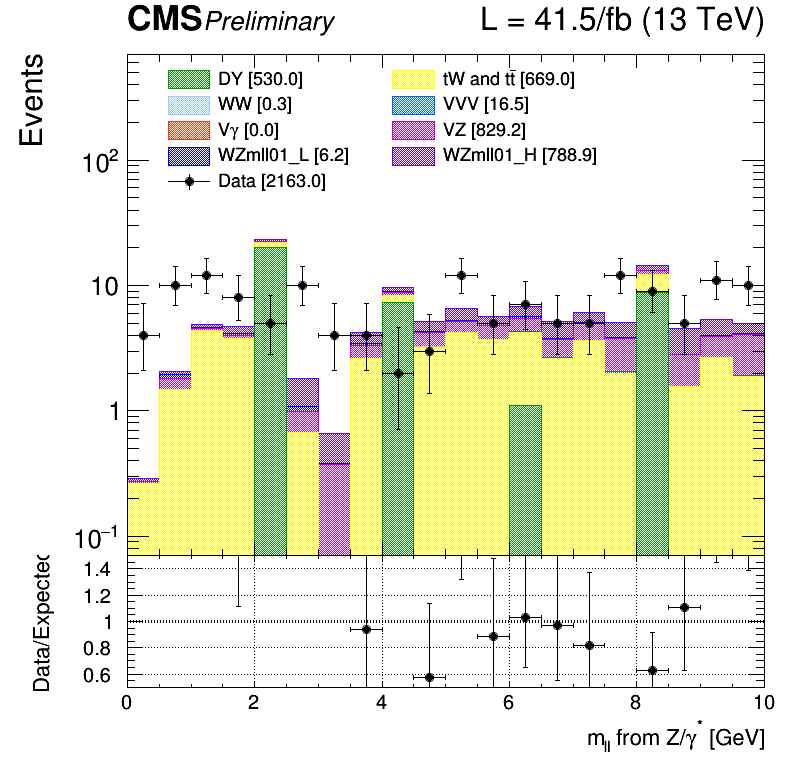 CMS Preliminary L = 41.5/fb (13 TeV)
Events
DY [530.0] tW and tt̄ [669.0]
WW [0.3] VVV [16.5]
Vγ [0.0] VZ [829.2]
WZmll01_L [6.2] WZmll01_H [788.9]
Data [2163.0]
10²
10
1
10⁻¹
Data/Expected
1.4
1.2
1
0.8
0.6
0 2 4 6 8 10
m_ll from Z/γ* [GeV]